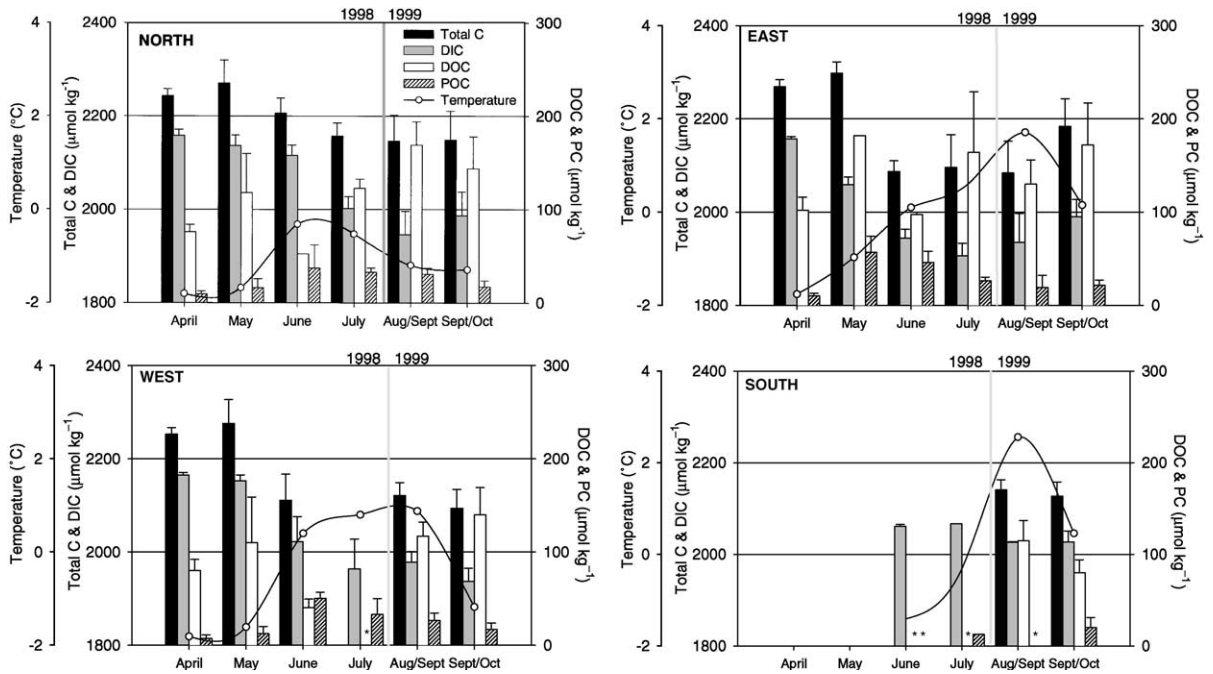 1998 1999
NORTH
Total C
DIC
DOC
POC
Temperature
Temperature (°C)
4
2
0
-2
Total C & DIC (μmol kg⁻¹)
2400
2200
2000
1800
DOC & PC (μmol kg⁻¹)
300
200
100
0
April May June July Aug/Sept Sept/Oct
1998 1999
EAST
Temperature (°C)
4
2
0
-2
Total C & DIC (μmol kg⁻¹)
2400
2200
2000
1800
DOC & PC (μmol kg⁻¹)
300
200
100
0
April May June July Aug/Sept Sept/Oct
1998 1999
WEST
Temperature (°C)
4
2
0
-2
Total C & DIC (μmol kg⁻¹)
2400
2200
2000
1800
DOC & PC (μmol kg⁻¹)
300
200
100
0
*
April May June July Aug/Sept Sept/Oct
1998 1999
SOUTH
Temperature (°C)
4
2
0
-2
Total C & DIC (μmol kg⁻¹)
2400
2200
2000
1800
DOC & PC (μmol kg⁻¹)
300
200
100
0
* * * *
April May June July Aug/Sept Sept/Oct